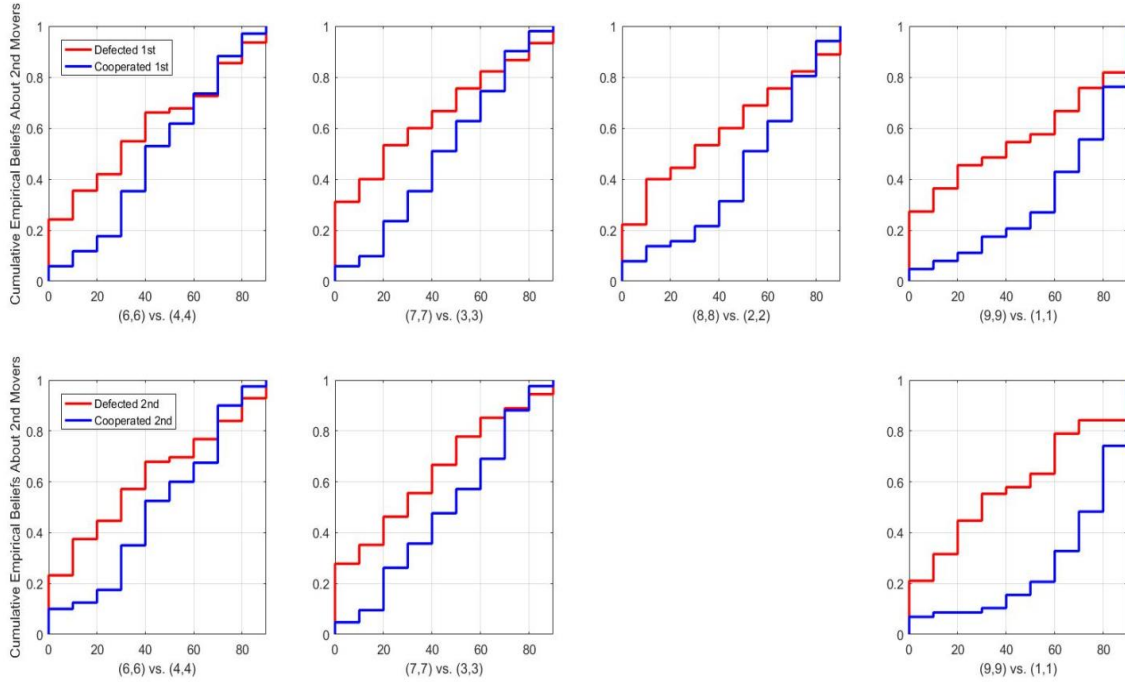 Cumulative Empirical Beliefs About 2nd Movers
1
0.8
0.6
0.4
0.2
0
Defected 1st
Cooperated 1st
0 20 40 60 80
(6,6) vs. (4,4)
1
0.8
0.6
0.4
0.2
0
0 20 40 60 80
(7,7) vs. (3,3)
1
0.8
0.6
0.4
0.2
0
0 20 40 60 80
(8,8) vs. (2,2)
1
0.8
0.6
0.4
0.2
0
0 20 40 60 80
(9,9) vs. (1,1)
Cumulative Empirical Beliefs About 2nd Movers
1
0.8
0.6
0.4
0.2
0
Defected 2nd
Cooperated 2nd
0 20 40 60 80
(6,6) vs. (4,4)
1
0.8
0.6
0.4
0.2
0
0 20 40 60 80
(7,7) vs. (3,3)
1
0.8
0.6
0.4
0.2
0
0 20 40 60 80
(9,9) vs. (1,1)